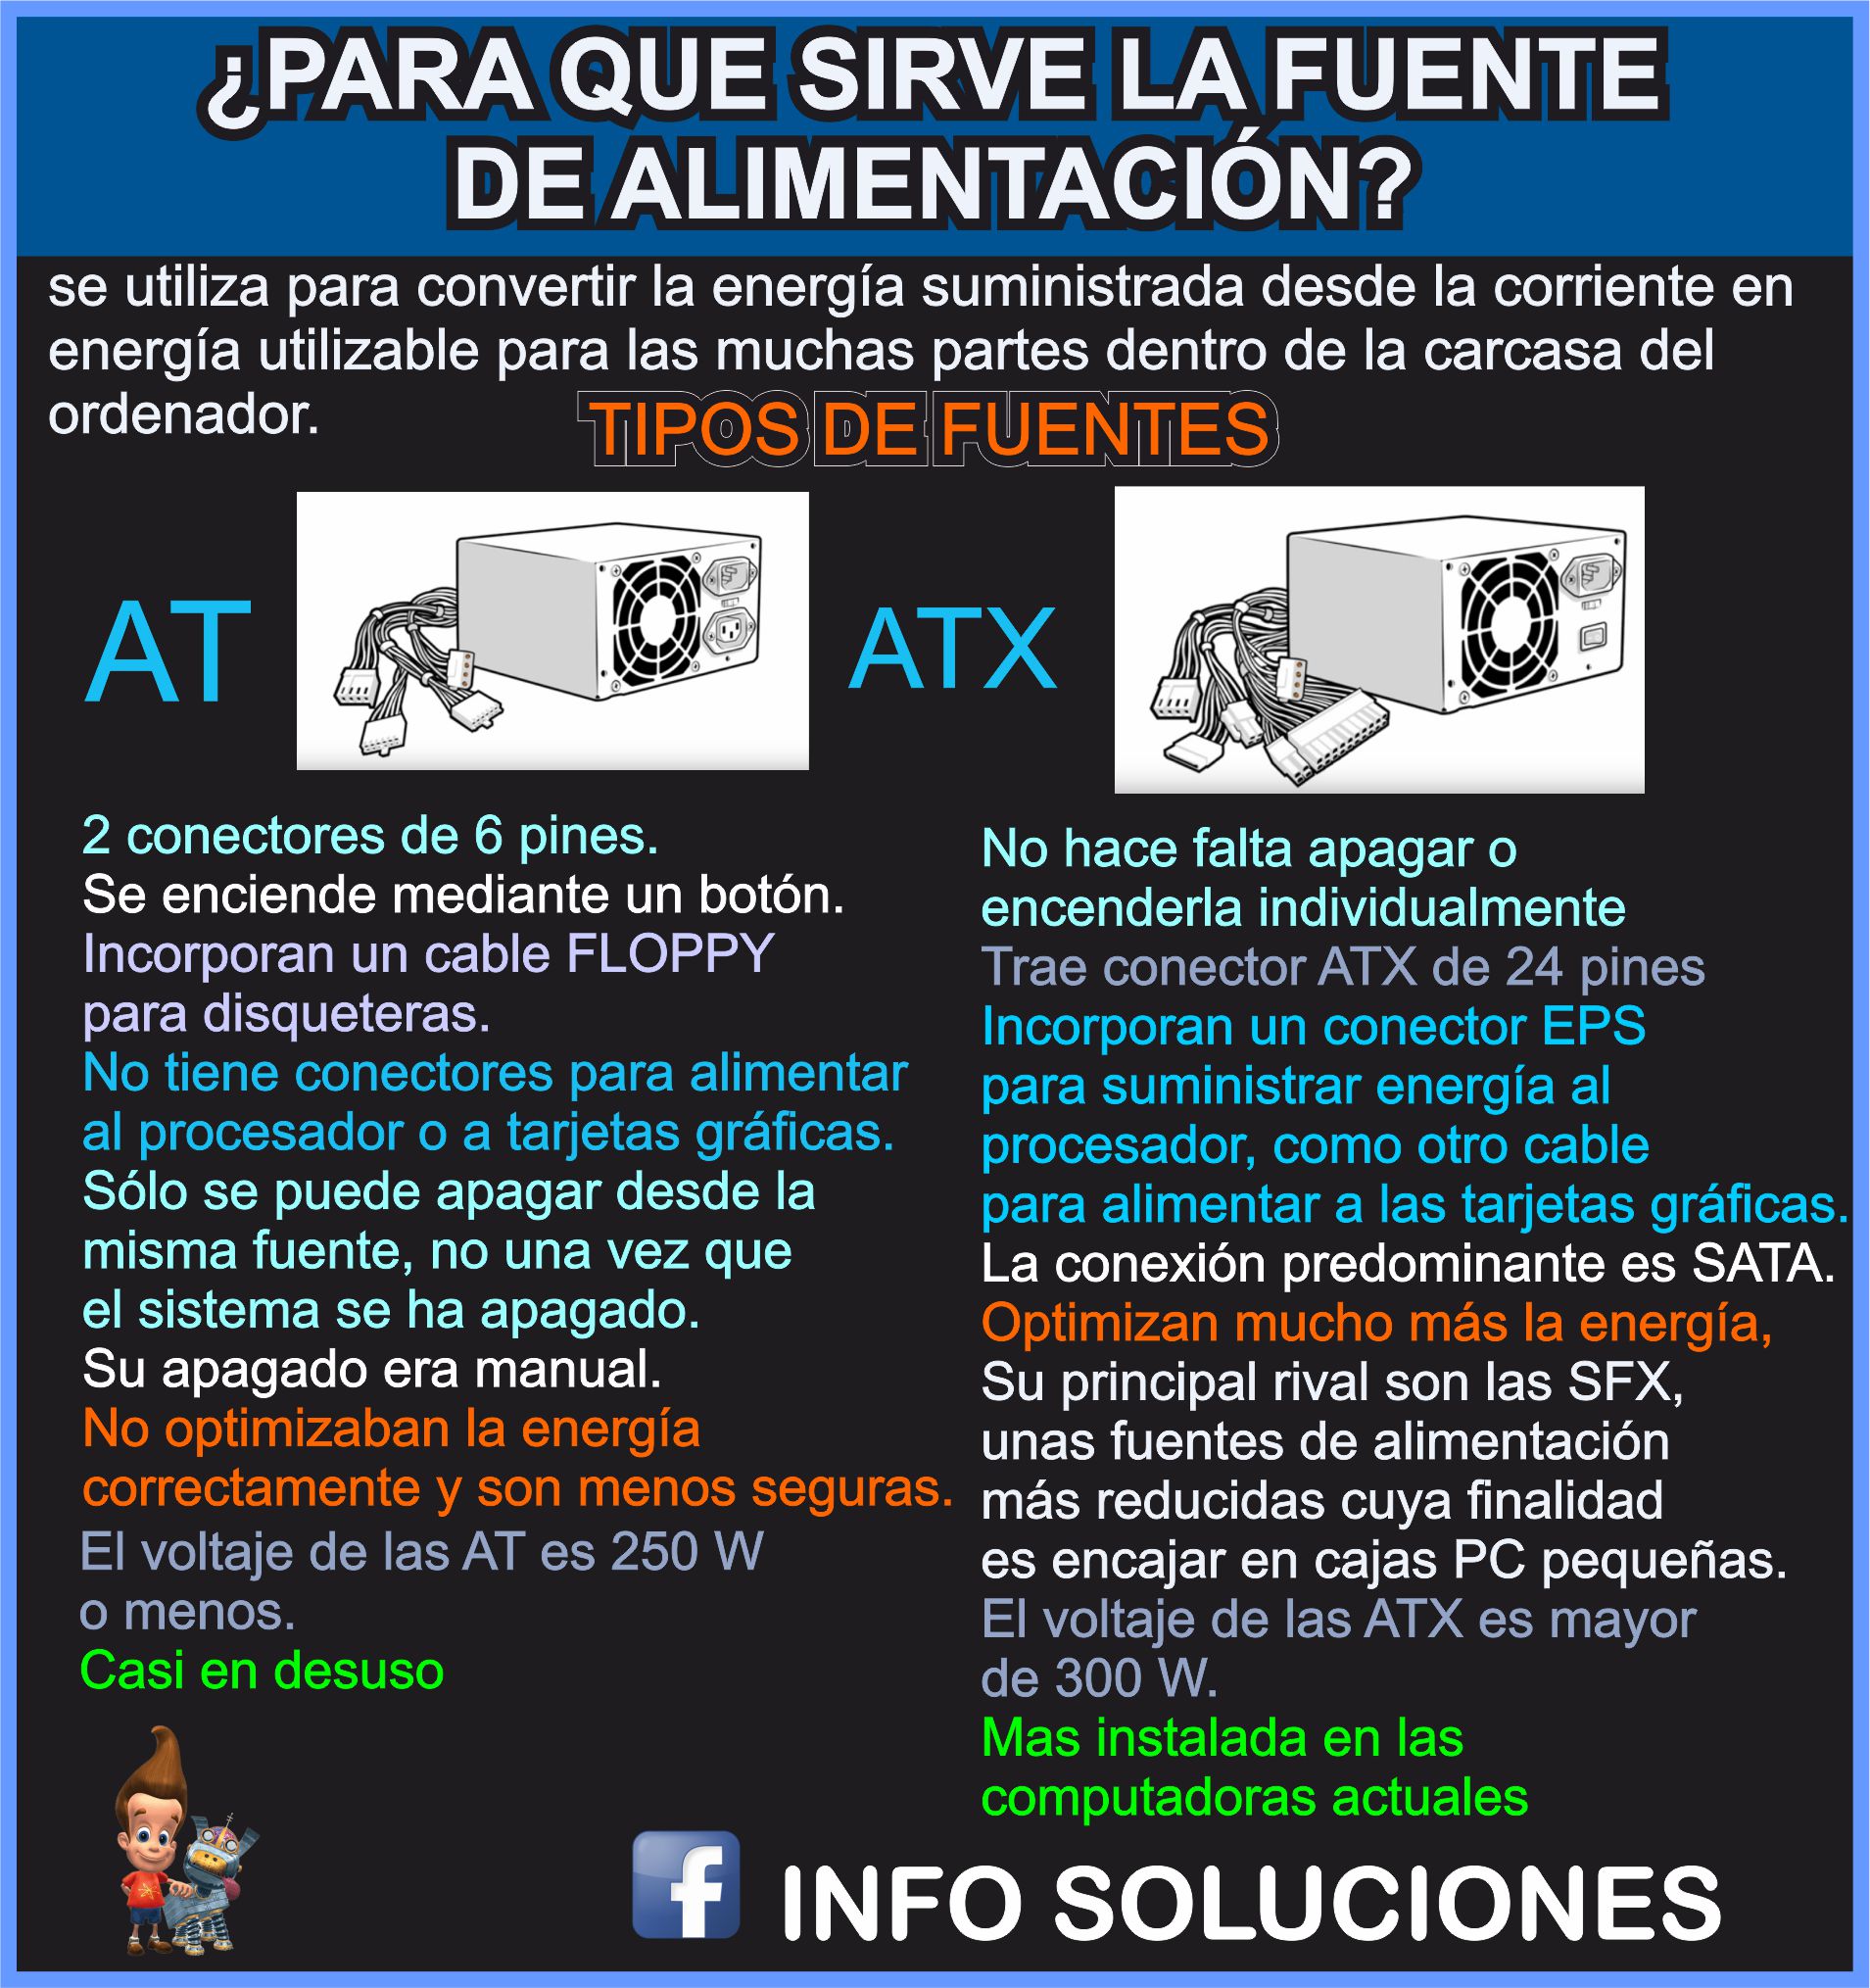 ¿PARA QUE SIRVE LA FUENTE
DE ALIMENTACIÓN?
se utiliza para convertir la energía suministrada desde la corriente en
energía utilizable para las muchas partes dentro de la carcasa del
ordenador.
TIPOS DE FUENTES
AT
2 conectores de 6 pines.
Se enciende mediante un botón.
Incorporan un cable FLOPPY
para disqueteras.
No tiene conectores para alimentar
al procesador o a tarjetas gráficas.
Sólo se puede apagar desde la
misma fuente, no una vez que
el sistema se ha apagado.
Su apagado era manual.
No optimizaban la energía
correctamente y son menos seguras.
El voltaje de las AT es 250 W
o menos.
Casi en desuso
ATX
No hace falta apagar o
encenderla individualmente
Trae conector ATX de 24 pines
Incorporan un conector EPS
para suministrar energía al
procesador, como otro cable
para alimentar a las tarjetas gráficas.
La conexión predominante es SATA.
Optimizan mucho más la energía,
Su principal rival son las SFX,
unas fuentes de alimentación
más reducidas cuya finalidad
es encajar en cajas PC pequeñas.
El voltaje de las ATX es mayor
de 300 W.
Mas instalada en las
computadoras actuales
f INFO SOLUCIONES